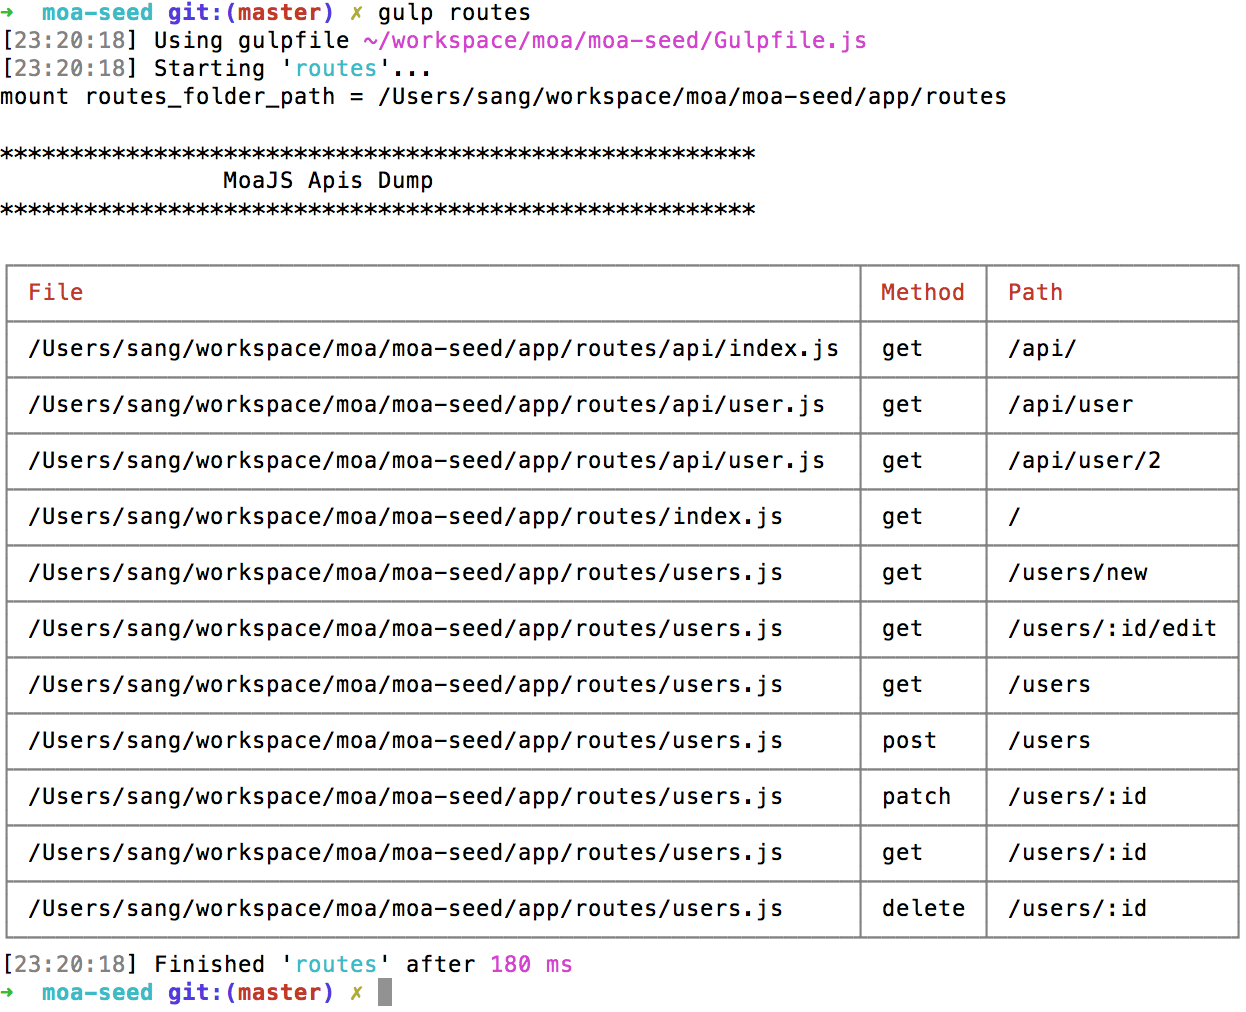 ➜  moa-seed git:(master) ✗ gulp routes
[23:20:18] Using gulpfile ~/workspace/moa/moa-seed/Gulpfile.js
[23:20:18] Starting 'routes'...
mount routes_folder_path = /Users/sang/workspace/moa/moa-seed/app/routes
******************************************************
MoaJS Apis Dump
******************************************************
File Method Path
/Users/sang/workspace/moa/moa-seed/app/routes/api/index.js get /api/
/Users/sang/workspace/moa/moa-seed/app/routes/api/user.js get /api/user
/Users/sang/workspace/moa/moa-seed/app/routes/api/user.js get /api/user/2
/Users/sang/workspace/moa/moa-seed/app/routes/index.js get /
/Users/sang/workspace/moa/moa-seed/app/routes/users.js get /users/new
/Users/sang/workspace/moa/moa-seed/app/routes/users.js get /users/:id/edit
/Users/sang/workspace/moa/moa-seed/app/routes/users.js get /users
/Users/sang/workspace/moa/moa-seed/app/routes/users.js post /users
/Users/sang/workspace/moa/moa-seed/app/routes/users.js patch /users/:id
/Users/sang/workspace/moa/moa-seed/app/routes/users.js get /users/:id
/Users/sang/workspace/moa/moa-seed/app/routes/users.js delete /users/:id
[23:20:18] Finished 'routes' after 180 ms
➜  moa-seed git:(master) ✗